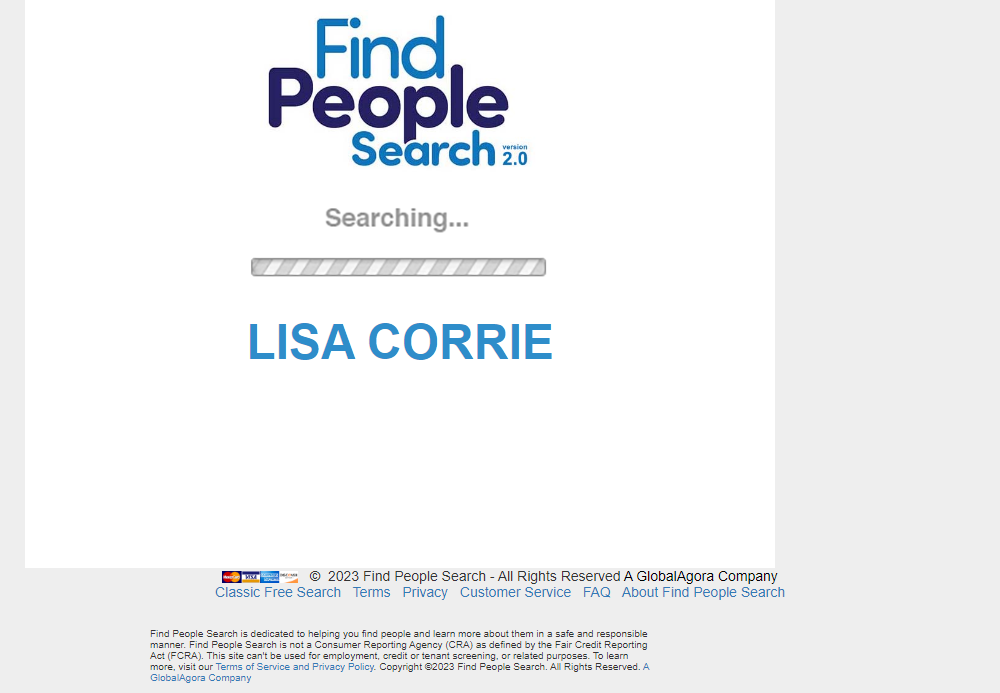 Find
People
Search version 2.0
Searching...
LISA CORRIE
© 2023 Find People Search - All Rights Reserved A GlobalAgora Company
Classic Free Search Terms Privacy Customer Service FAQ About Find People Search
Find People Search is dedicated to helping you find people and learn more about them in a safe and responsible
manner. Find People Search is not a Consumer Reporting Agency (CRA) as defined by the Fair Credit Reporting
Act (FCRA). This site can't be used for employment, credit or tenant screening, or related purposes. To learn
more, visit our Terms of Service and Privacy Policy. Copyright ©2023 Find People Search. All Rights Reserved. A
GlobalAgora Company